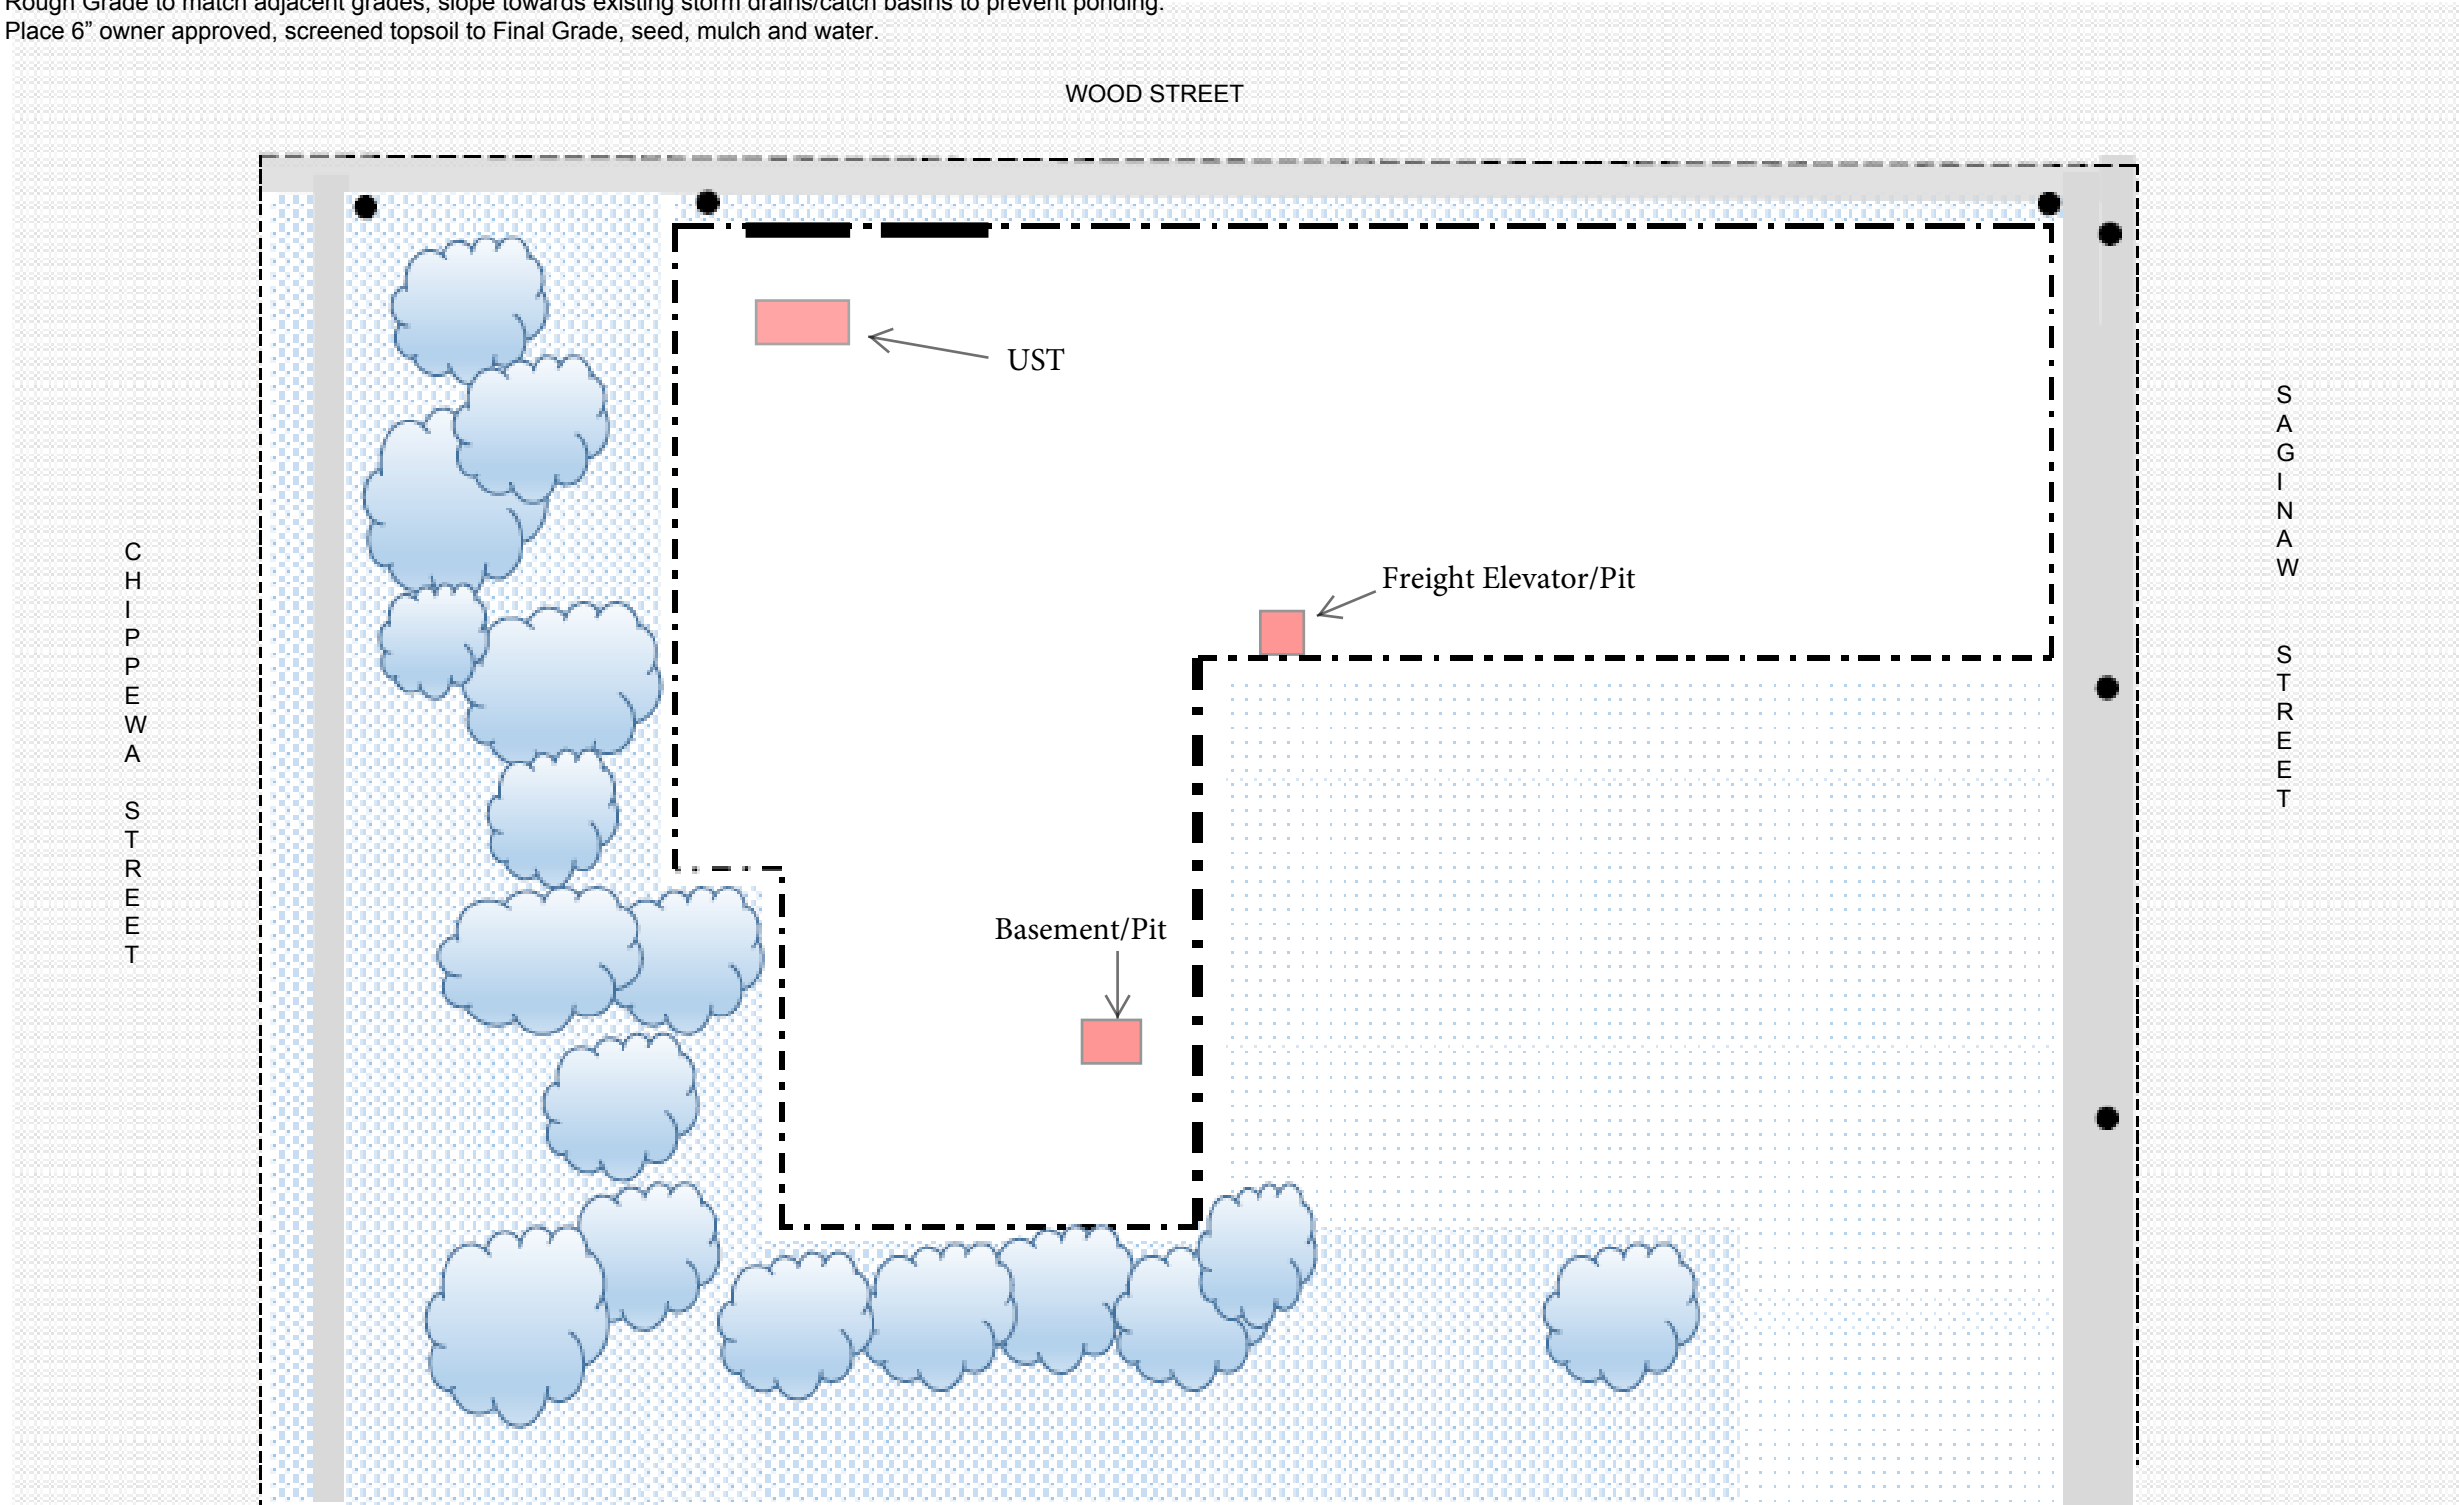 Rough Grade to match adjacent grades, slope towards existing storm drains/catch basins to prevent ponding.
Place 6” owner approved, screened topsoil to Final Grade, seed, mulch and water.
WOOD STREET
UST
SAGINAW STREET
Freight Elevator/Pit
CHIPPEWA STREET
Basement/Pit